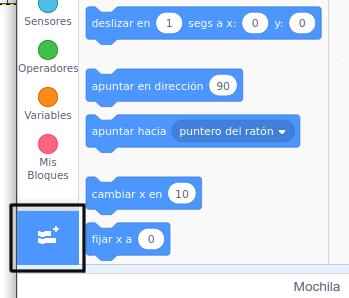 Sensores
Operadores
Variables
Mis
Bloques
deslizar en 1 segs a x: 0 y: 0
apuntar en dirección 90
apuntar hacia puntero del ratón
cambiar x en 10
fijar x a 0
Mochila